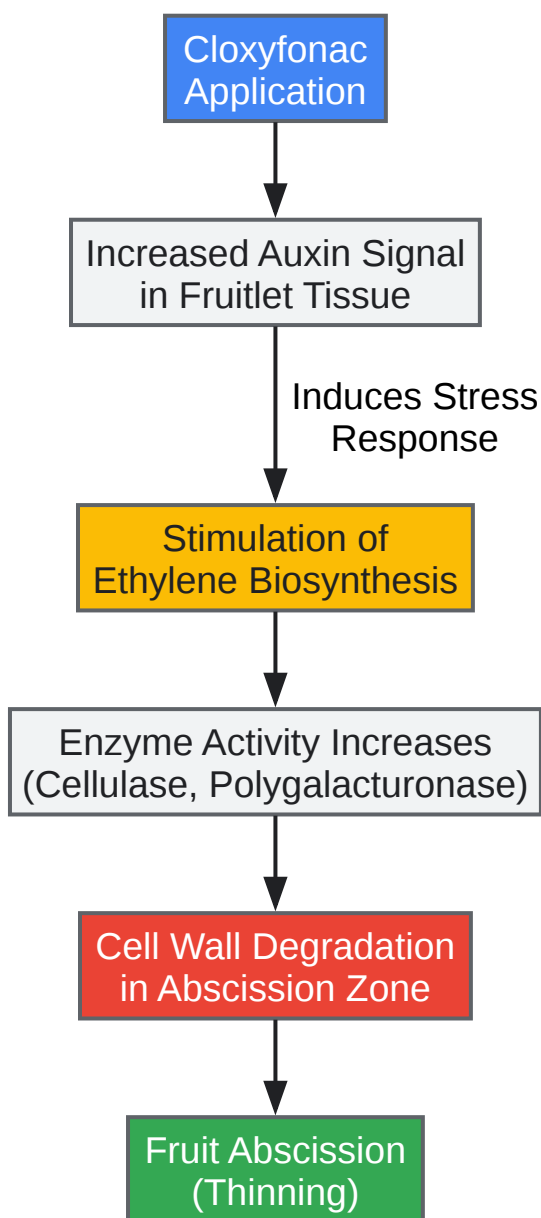 Cloxyfonac
Application
Increased Auxin Signal
in Fruitlet Tissue
Induces Stress
Response
Stimulation of
Ethylene Biosynthesis
Enzyme Activity Increases
(Cellulase, Polygalacturonase)
Cell Wall Degradation
in Abscission Zone
Fruit Abscission
(Thinning)